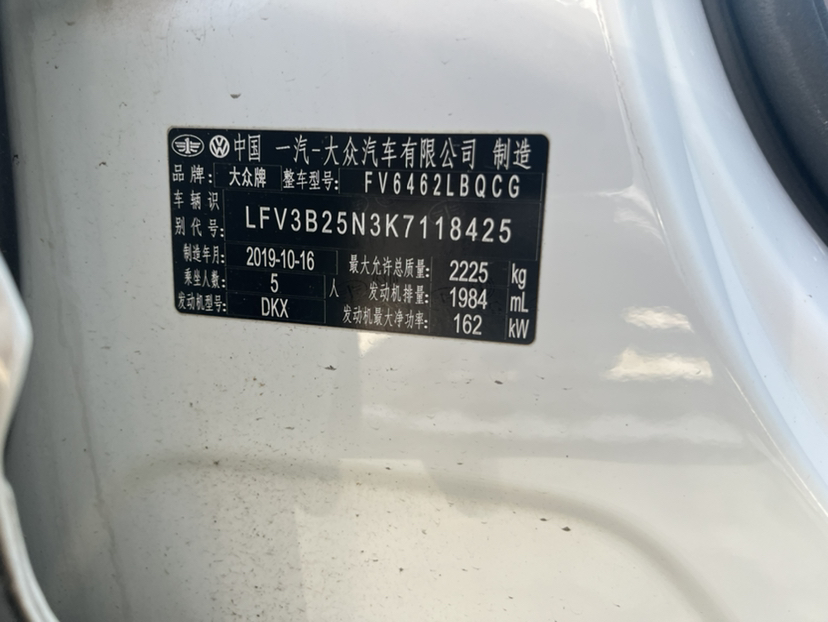 中国 一汽-大众汽车有限公司 制造
品牌: 大众牌 整车型号: FV6462LBQCG
车辆识别代号: LFV3B25N3K7118425
制造年月: 2019-10-16 最大允许总质量: 2225 kg
乘坐人数: 5 人 发动机排量: 1984 mL
发动机型号: DKX 发动机最大净功率: 162 kW